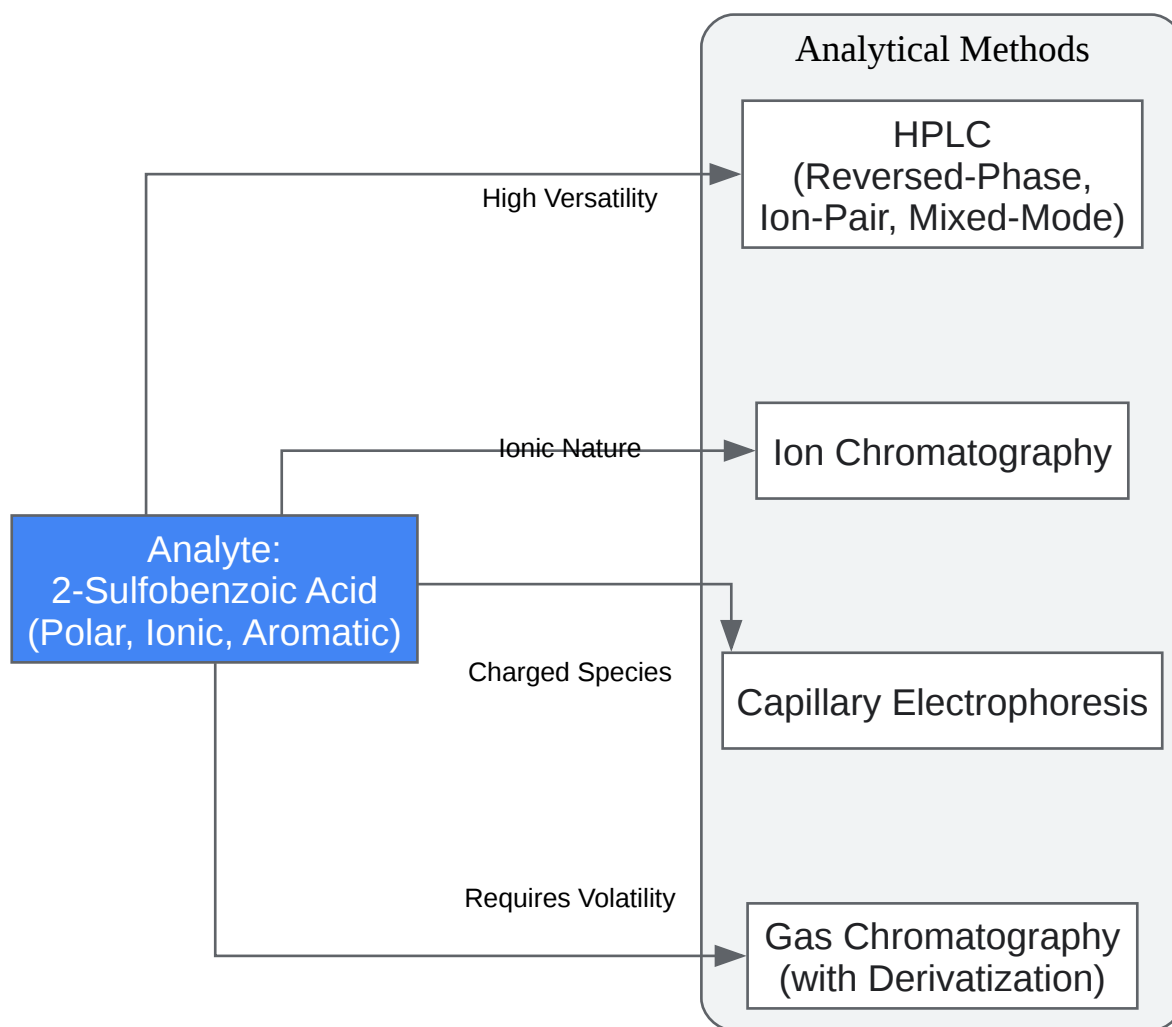 Analytical Methods
HPLC
(Reversed-Phase,
Ion-Pair, Mixed-Mode)
High Versatility
Ionic Nature
Ion Chromatography
Analyte:
2-Sulfobenzoic Acid
(Polar, Ionic, Aromatic)
Charged Species
Capillary Electrophoresis
Requires Volatility
Gas Chromatography
(with Derivatization)